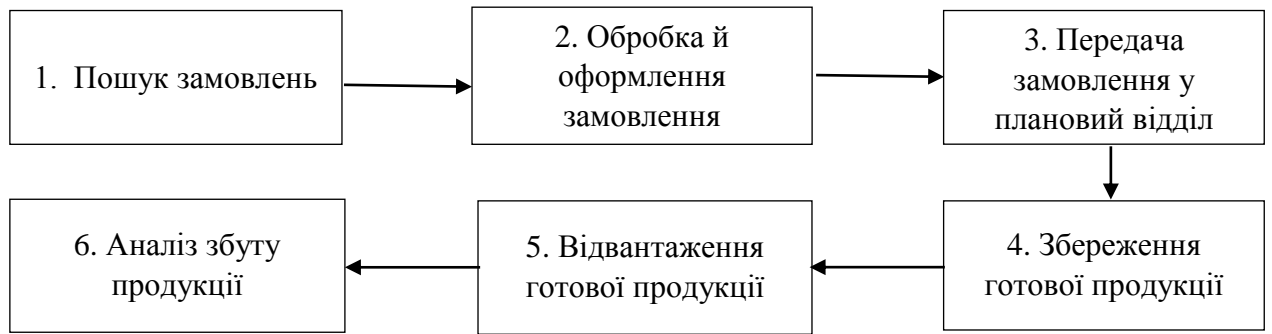 1. Пошук замовлень
2. Обробка й
оформлення
замовлення
3. Передача
замовлення у
плановий відділ
4. Збереження
готової продукції
5. Відвантаження
готової продукції
6. Аналіз збуту
продукції